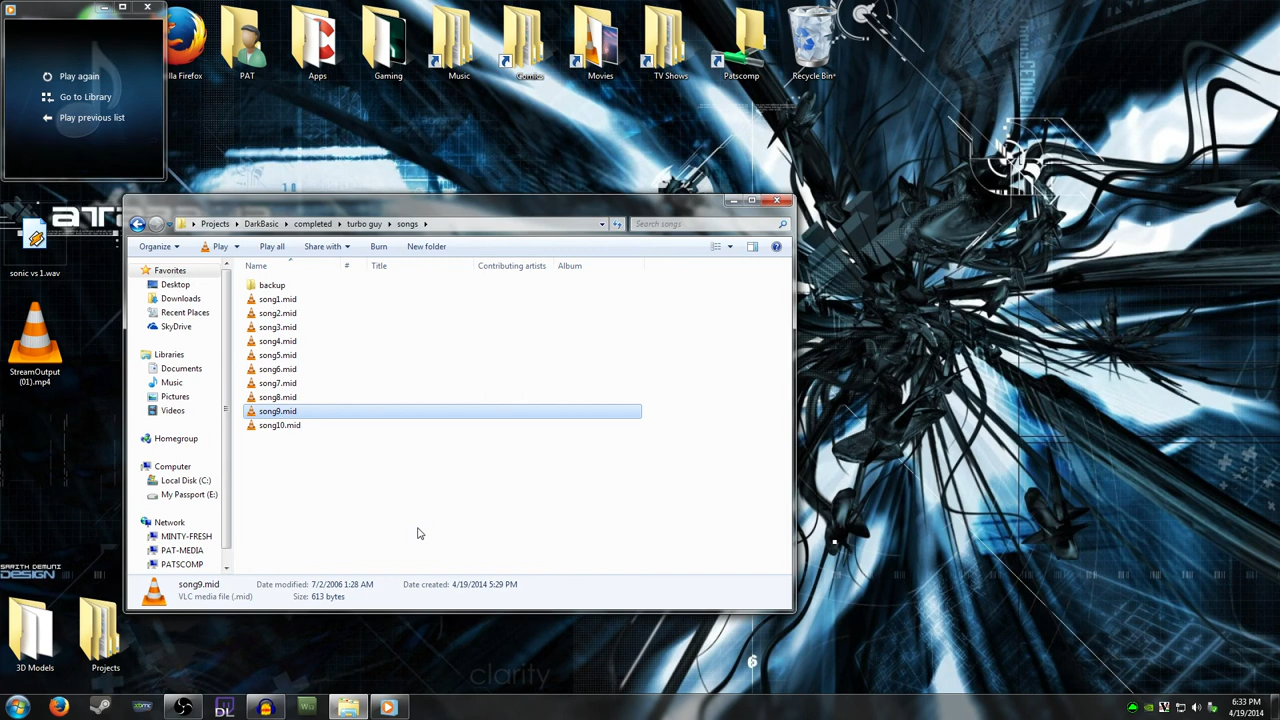 Play again
Go to Library
Play previous list
lla Firefox
PAT
Apps
Gaming
Music
Comics
Movies
TV Shows
Patscomp
Recycle Bin
sonic vs 1.wav
StreamOutput
(01).mp4
Projects
DarkBasic
completed
turbo guy
songs
Search songs
Organize
Play
Play all
Share with
Burn
New folder
Name
#
Title
Contributing artists
Album
Favorites
Desktop
Downloads
Recent Places
SkyDrive
Libraries
Documents
Music
Pictures
Videos
Homegroup
Computer
Local Disk (C:)
My Passport (E:)
Network
MINTY-FRESH
PAT-MEDIA
PATSCOMP
backup
song1.mid
song2.mid
song3.mid
song4.mid
song5.mid
song6.mid
song7.mid
song8.mid
song9.mid
song10.mid
song9.mid
Date modified: 7/2/2006 1:28 AM
Date created: 4/19/2014 5:29 PM
VLC media file (.mid)
Size: 613 bytes
DESIGN
3D Models
Projects
clarity
6
DL
6:33 PM
4/19/2014